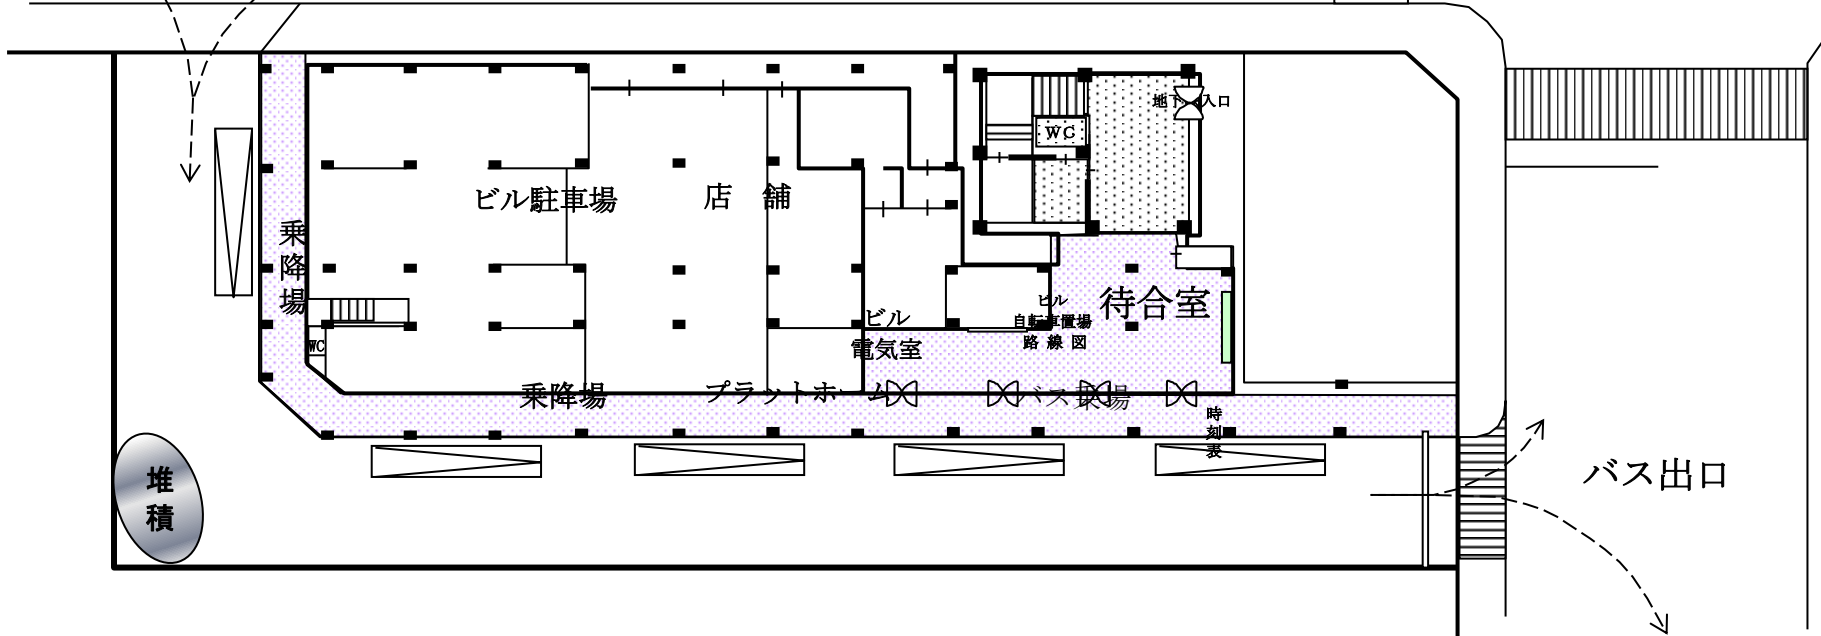 地下 入口
WC
ビル駐車場
店 舗
乗降場
ビル
待合室
自転車置場
ビル
電気室
路 線 図
WC
乗降場
プラットホーム
バス乗場
時刻表
堆積
バス出口